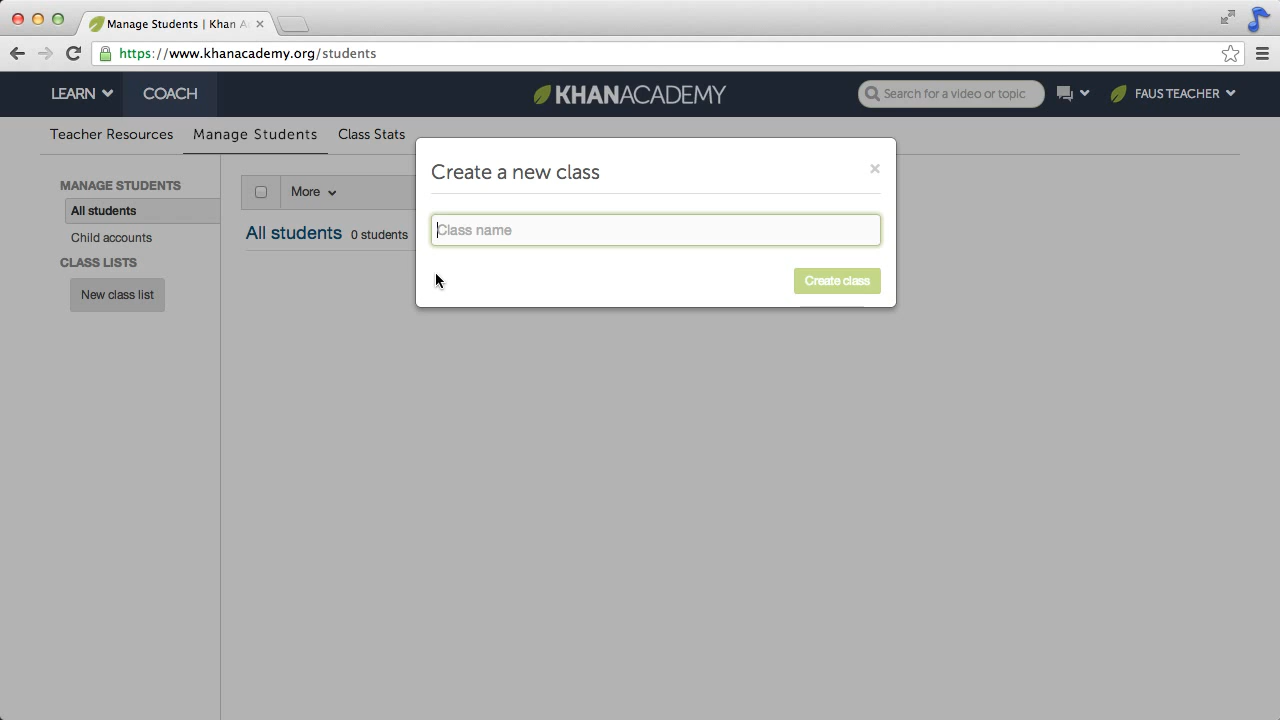 Manage Students | Khan A
https://www.khanacademy.org/students
LEARN
COACH
KHANACADEMY
Search for a video or topic
FAUS TEACHER
Teacher Resources
Manage Students
Class Stats
MANAGE STUDENTS
All students
Child accounts
CLASS LISTS
New class list
More
All students 0 students
Create a new class
×
Class name
Create class